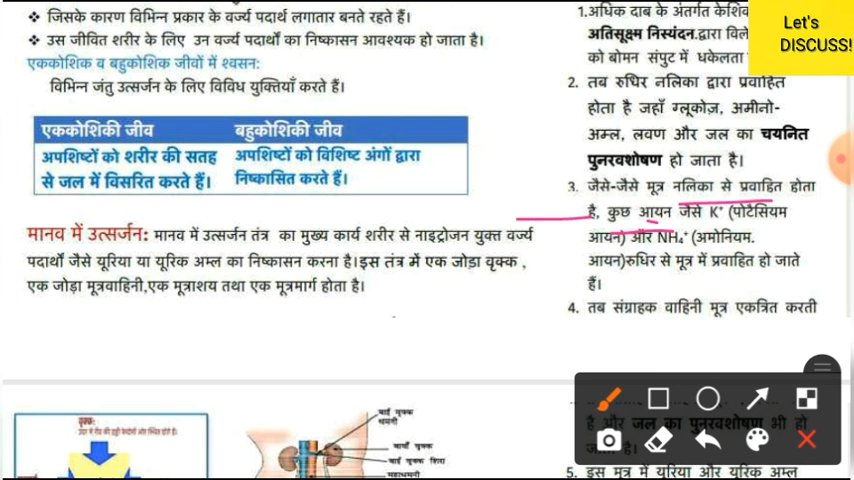 ❖ जिसके कारण विभिन्न प्रकार के वर्ज्य पदार्थ लगातार बनते रहते हैं।
❖ उस जीवित शरीर के लिए उन वर्ज्य पदार्थों का निष्कासन आवश्यक हो जाता है।
एककोशिक व बहुकोशिक जीवों में श्वसन:
विभिन्न जंतु उत्सर्जन के लिए विविध युक्तियाँ करते हैं।
एककोशिकी जीव
अपशिष्टों को शरीर की सतह
से जल में विसरित करते हैं।
बहुकोशिकी जीव
अपशिष्टों को विशिष्ट अंगों द्वारा
निष्कासित करते हैं।
मानव में उत्सर्जन: मानव में उत्सर्जन तंत्र का मुख्य कार्य शरीर से नाइट्रोजन युक्त वर्ज्य
पदार्थों जैसे यूरिया या यूरिक अम्ल का निष्कासन करना है।इस तंत्र में एक जोड़ा वृक्क ,
एक जोड़ा मूत्रवाहिनी,एक मूत्राशय तथा एक मूत्रमार्ग होता है।
वृक्क:
बाईं वृक्क
धमनी
बायाँ वृक्क
बाईं वृक्क शिरा
महाधमनी
1.अधिक दाब के अंतर्गत केशिक
अतिसूक्ष्म निस्यंदन.द्वारा विले
को बोमन संपुट में धकेलता
2. तब रुधिर नलिका द्वारा प्रवाहित
होता है जहाँ ग्लूकोज़, अमीनो-
अम्ल, लवण और जल का चयनित
पुनरवशोषण हो जाता है।
3. जैसे-जैसे मूत्र नलिका से प्रवाहित होता
है, कुछ आयन जैसे K⁺ (पोटैसियम
आयन) और NH₄⁺ (अमोनियम.
आयन)रुधिर से मूत्र में प्रवाहित हो जाते
हैं।
4. तब संग्राहक वाहिनी मूत्र एकत्रित करती
है और जल का पुनरवशोषण भी हो
जाता है।
5. इस मूत्र में यूरिया और यूरिक अम्ल
Let's
DISCUSS!